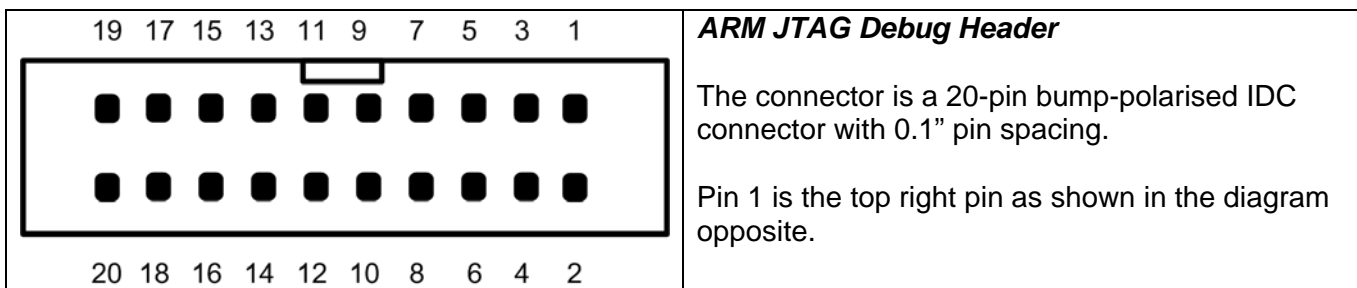 19 17 15 13 11 9 7 5 3 1
20 18 16 14 12 10 8 6 4 2
ARM JTAG Debug Header
The connector is a 20-pin bump-polarised IDC
connector with 0.1” pin spacing.
Pin 1 is the top right pin as shown in the diagram
opposite.